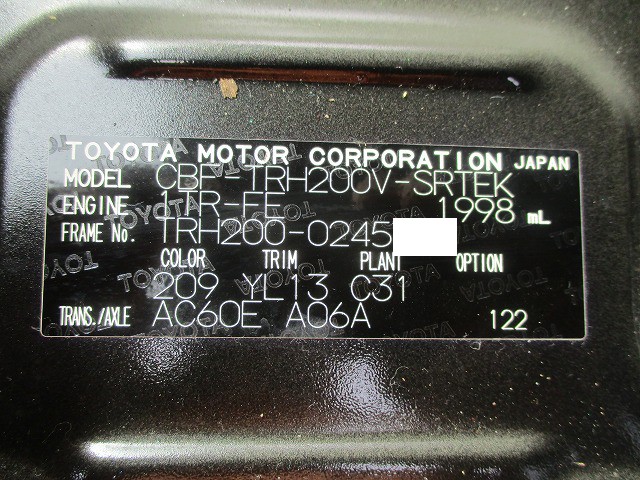 TOYOTA MOTOR CORPORATION JAPAN
MODEL CBF-TRH200V-SRTEK
ENGINE 1TR-FE 1998 mL
FRAME No. TRH200-0245
COLOR TRIM PLANT OPTION
209 YL13 C31
TRANS./AXLE AC60E A06A 122